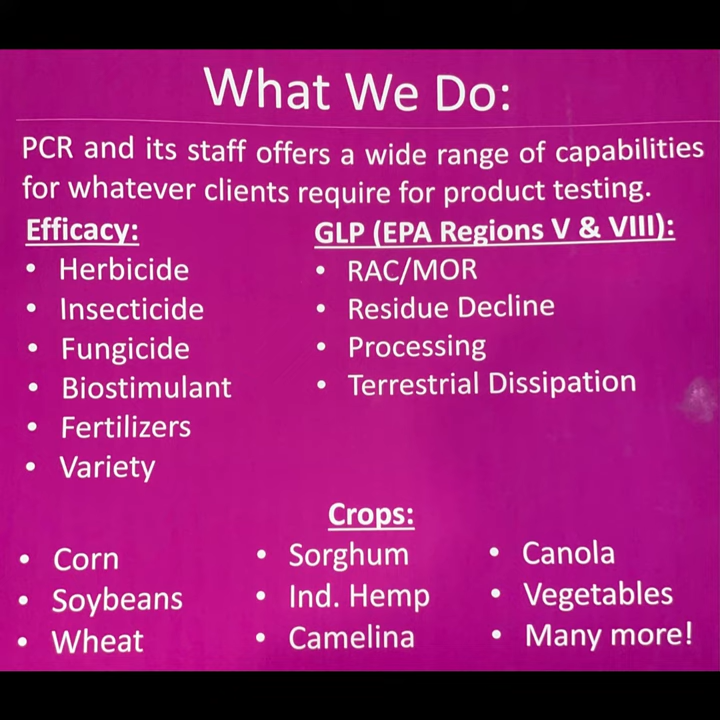 What We Do:
PCR and its staff offers a wide range of capabilities
for whatever clients require for product testing.
Efficacy:
• Herbicide
• Insecticide
• Fungicide
• Biostimulant
• Fertilizers
• Variety
GLP (EPA Regions V & VIII):
• RAC/MOR
• Residue Decline
• Processing
• Terrestrial Dissipation
Crops:
• Corn
• Soybeans
• Wheat
• Sorghum
• Ind. Hemp
• Camelina
• Canola
• Vegetables
• Many more!